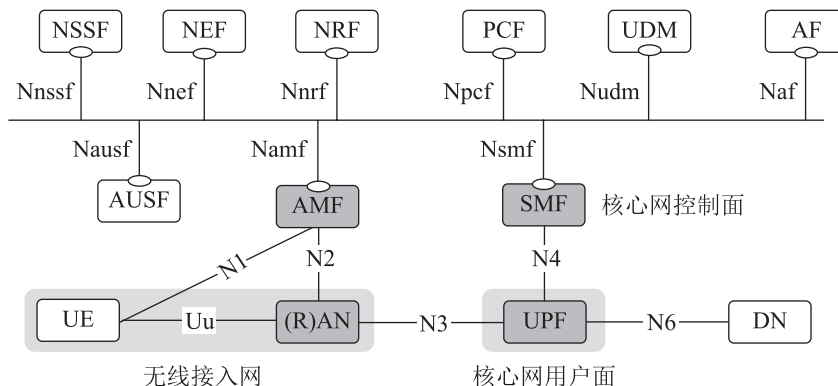 NSSF NEF NRF PCF UDM AF
Nnssf Nnef Nnrf Npcf Nudm Naf
Nausf Namf Nsmf
AUSF AMF SMF 核心网控制面
N1 N2 N4
UE Uu (R)AN N3 UPF N6 DN
无线接入网 核心网用户面